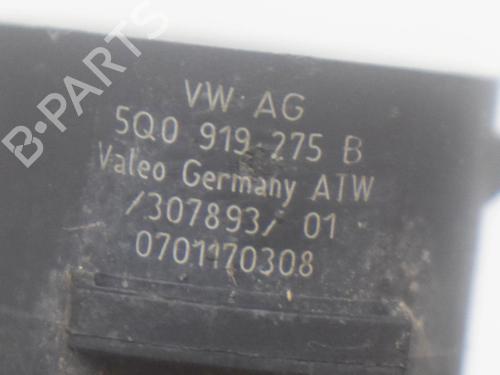 B-PARTS
VW AG
5Q0 919 275 B
Valeo Germany ATW
/307893/ 01
0701170308